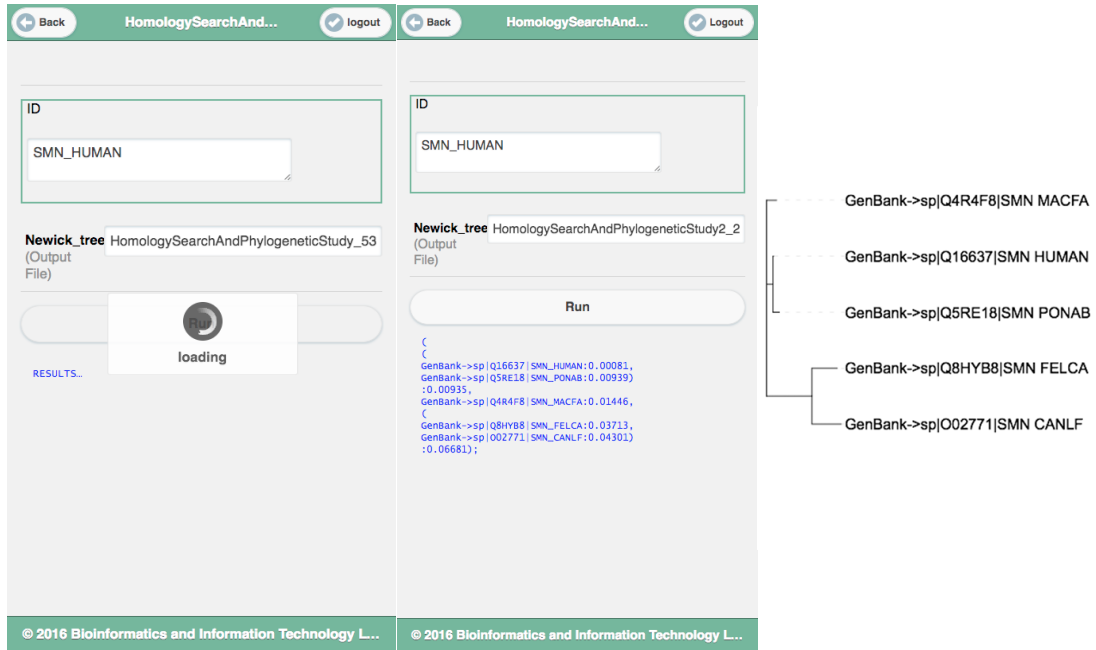 Back
HomologySearchAnd...
logout
ID
SMN_HUMAN
Newick_tree
HomologySearchAndPhylogeneticStudy_53
(Output
File)
Run
loading
RESULTS...
© 2016 Bioinformatics and Information Technology L...
Back
HomologySearchAnd...
Logout
ID
SMN_HUMAN
Newick_tree
HomologySearchAndPhylogeneticStudy2_2
(Output
File)
Run
(
(
GenBank->sp|Q16637|SMN_HUMAN:0.00081,
GenBank->sp|Q5RE18|SMN_PONAB:0.00939)
:0.00935,
GenBank->sp|Q4R4F8|SMN_MACFA:0.01446,
(
GenBank->sp|Q8HYB8|SMN_FELCA:0.03713,
GenBank->sp|O02771|SMN_CANLF:0.04301)
:0.06681);
© 2016 Bioinformatics and Information Technology L...
GenBank->sp|Q4R4F8|SMN MACFA
GenBank->sp|Q16637|SMN HUMAN
GenBank->sp|Q5RE18|SMN PONAB
GenBank->sp|Q8HYB8|SMN FELCA
GenBank->sp|O02771|SMN CANLF